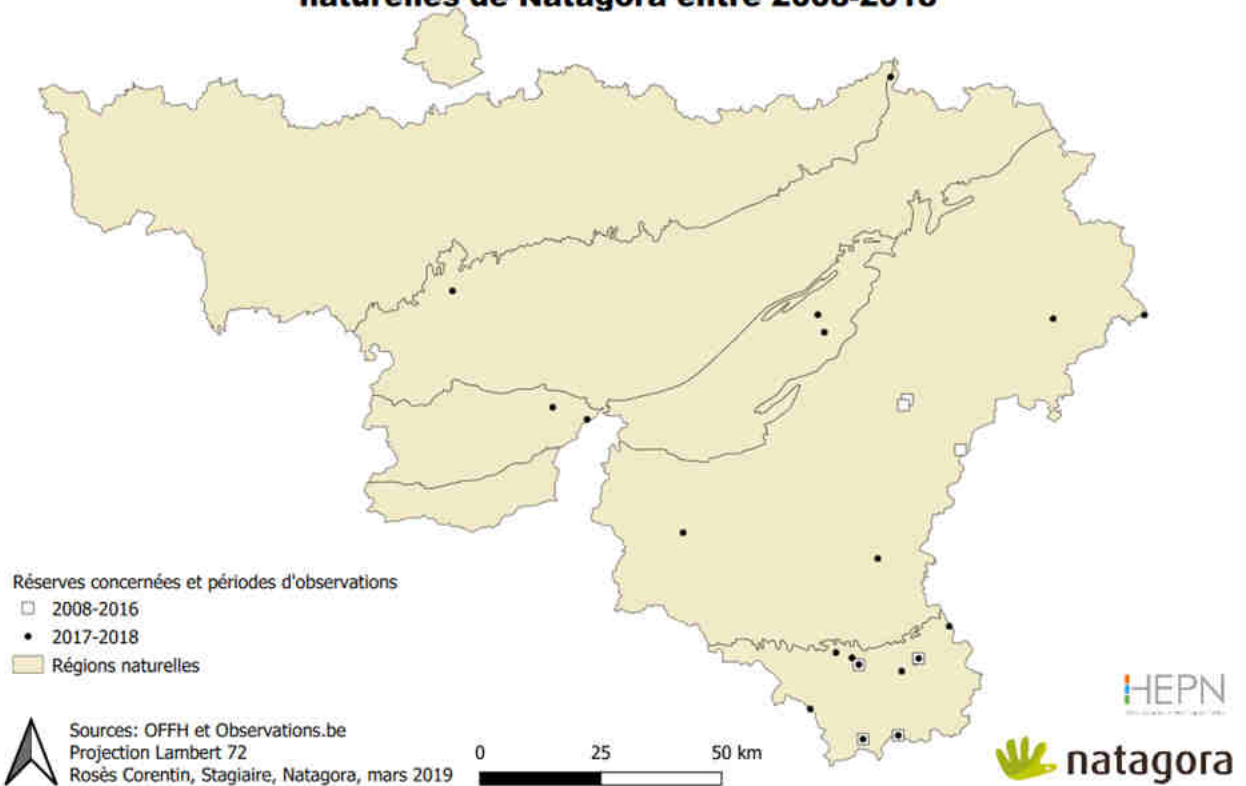 naturelles de Natagora entre 2008-2018
Réserves concernées et périodes d'observations
2008-2016
2017-2018
Régions naturelles
Sources: OFFH et Observations.be
Projection Lambert 72
Rosès Corentin, Stagiaire, Natagora, mars 2019
0 25 50 km
HEPN
natagora